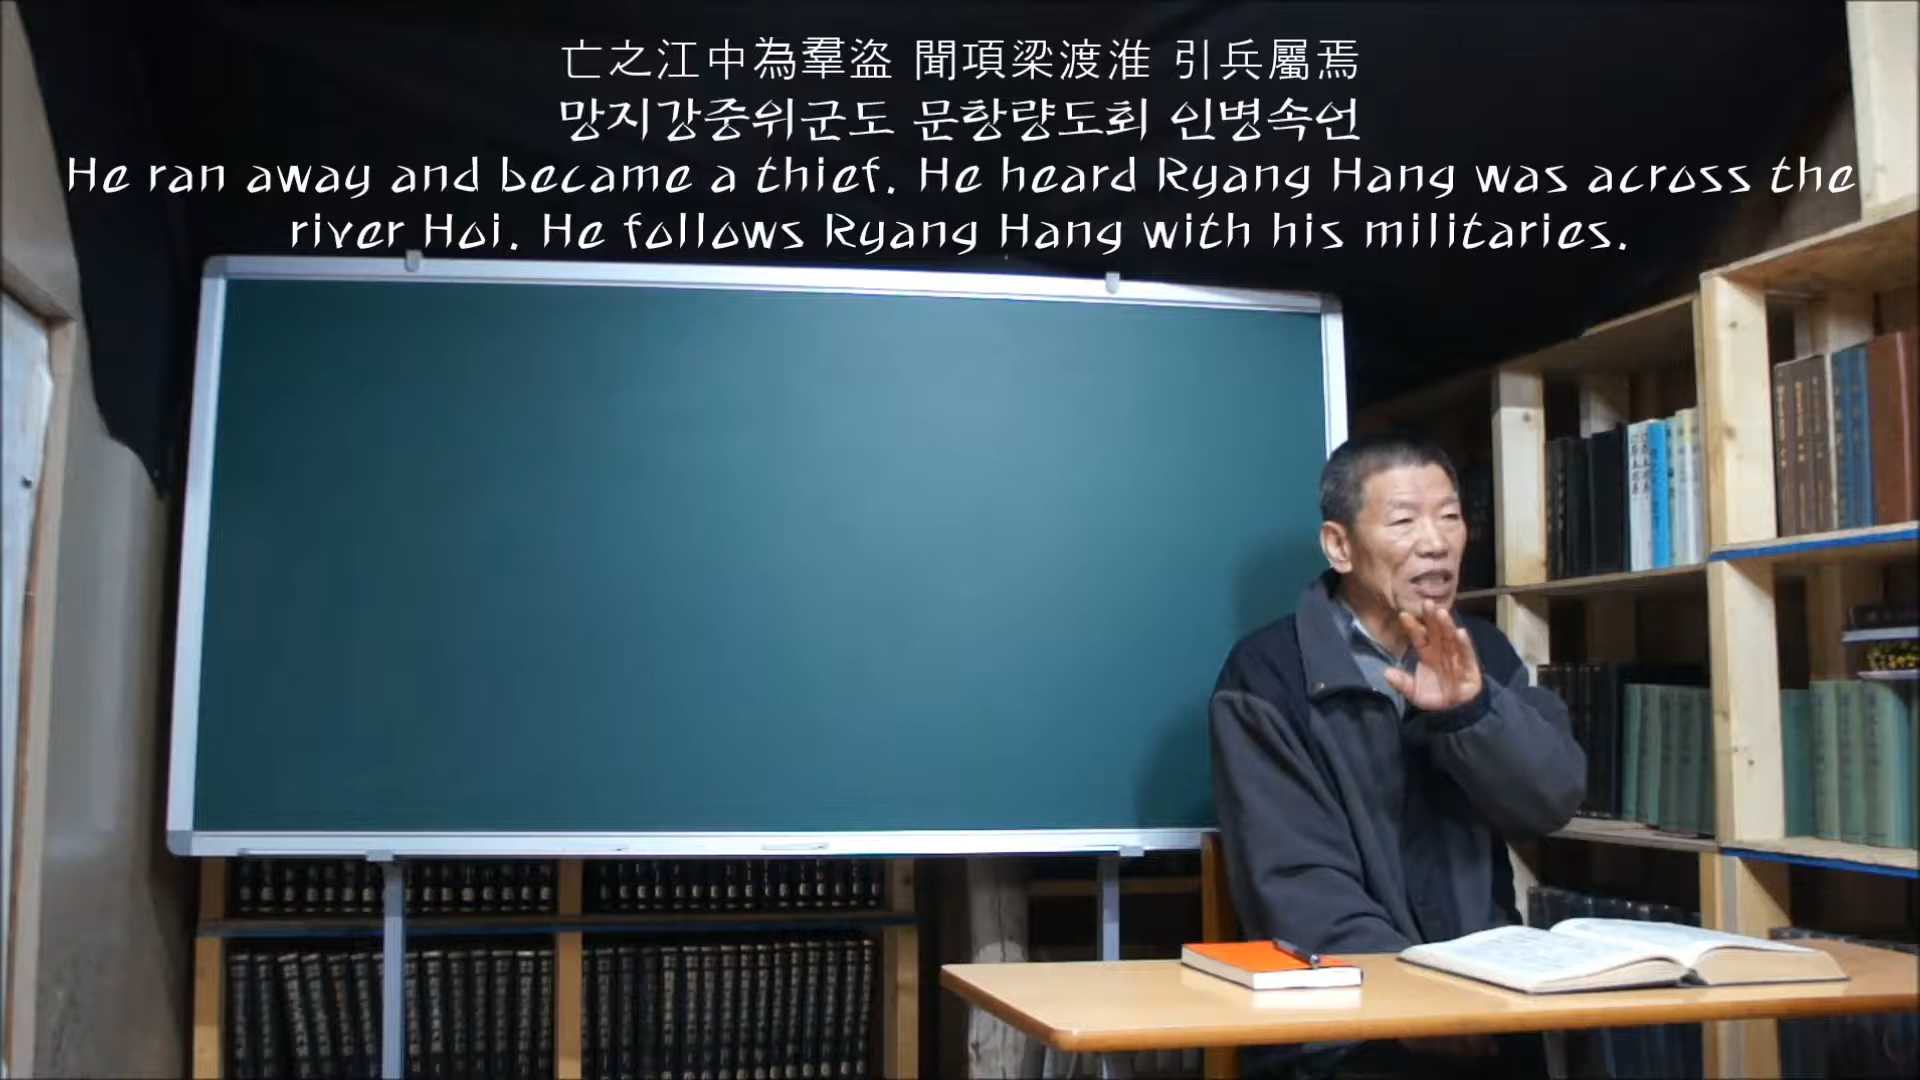 亡之江中為羣盜 聞項梁渡淮 引兵屬焉
망지강중위군도 문항량도회 인병속언
He ran away and became a thief. He heard Ryang Hang was across the
river Hoi. He follows Ryang Hang with his militaries.